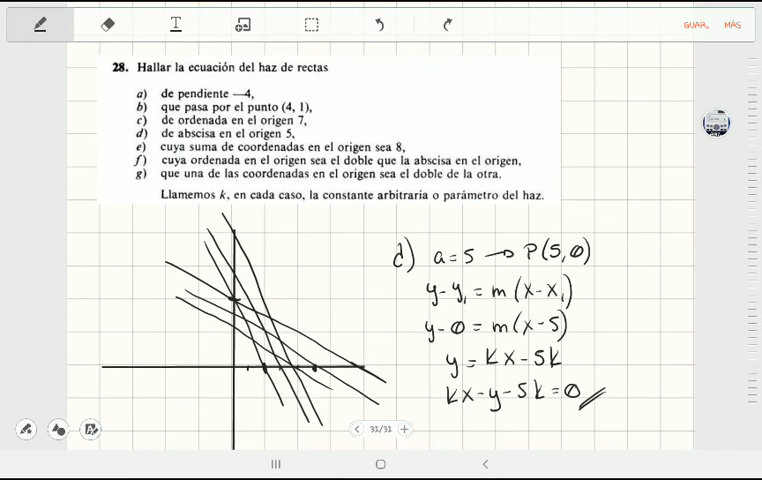 T
GUAR.
MÁS
28. Hallar la ecuación del haz de rectas
a) de pendiente —4,
b) que pasa por el punto (4, 1),
c) de ordenada en el origen 7,
d) de abscisa en el origen 5,
e) cuya suma de coordenadas en el origen sea 8,
f) cuya ordenada en el origen sea el doble que la abscisa en el origen,
g) que una de las coordenadas en el origen sea el doble de la otra.
Llamemos k, en cada caso, la constante arbitraria o parámetro del haz.
d) a = 5 → P(5, 0)
y - y₁ = m(x - x₁)
y - 0 = m(x - 5)
y = kx - 5k
kx - y - 5k = 0
31/31